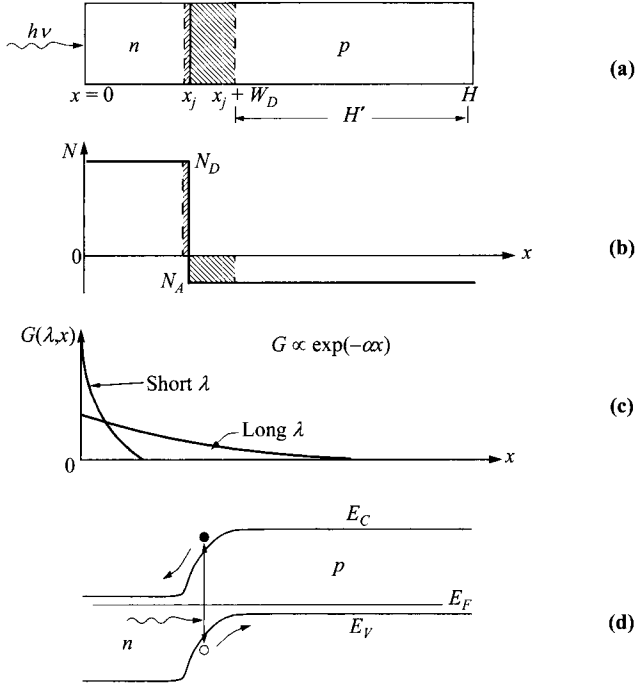 hν
n
p
(a)
x = 0
x_j
x_j + W_D
H
H′
N
N_D
0
x
(b)
N_A
G(λ,x)
G ∝ exp(−αx)
Short λ
(c)
Long λ
0
x
E_C
p
E_F
E_V
(d)
n